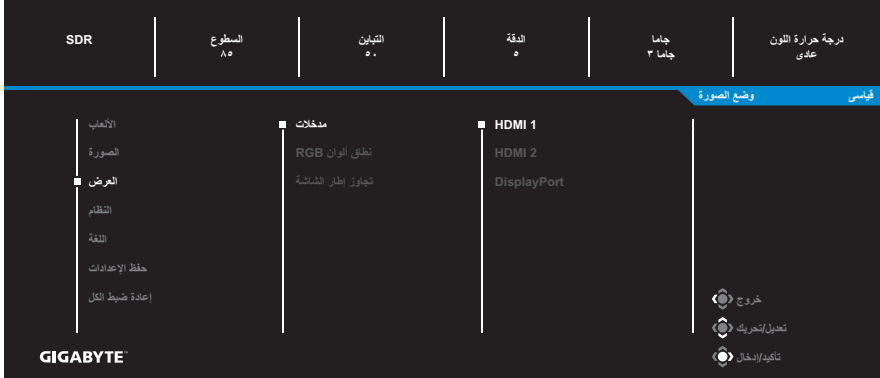 SDR
السطوع
٨٥
التباين
٥٠
الدقة
٥
جاما
جاما ٣
درجة حرارة اللون
عادى
وضع الصورة
قياسى
الألعاب
الصورة
العرض
النظام
اللغة
حفظ الإعدادات
إعادة ضبط الكل
مدخلات
نطاق ألوان RGB
تجاوز إطار الشاشة
HDMI 1
HDMI 2
DisplayPort
خروج
تعديل/تحريك
تأكيد/إدخال
GIGABYTE™